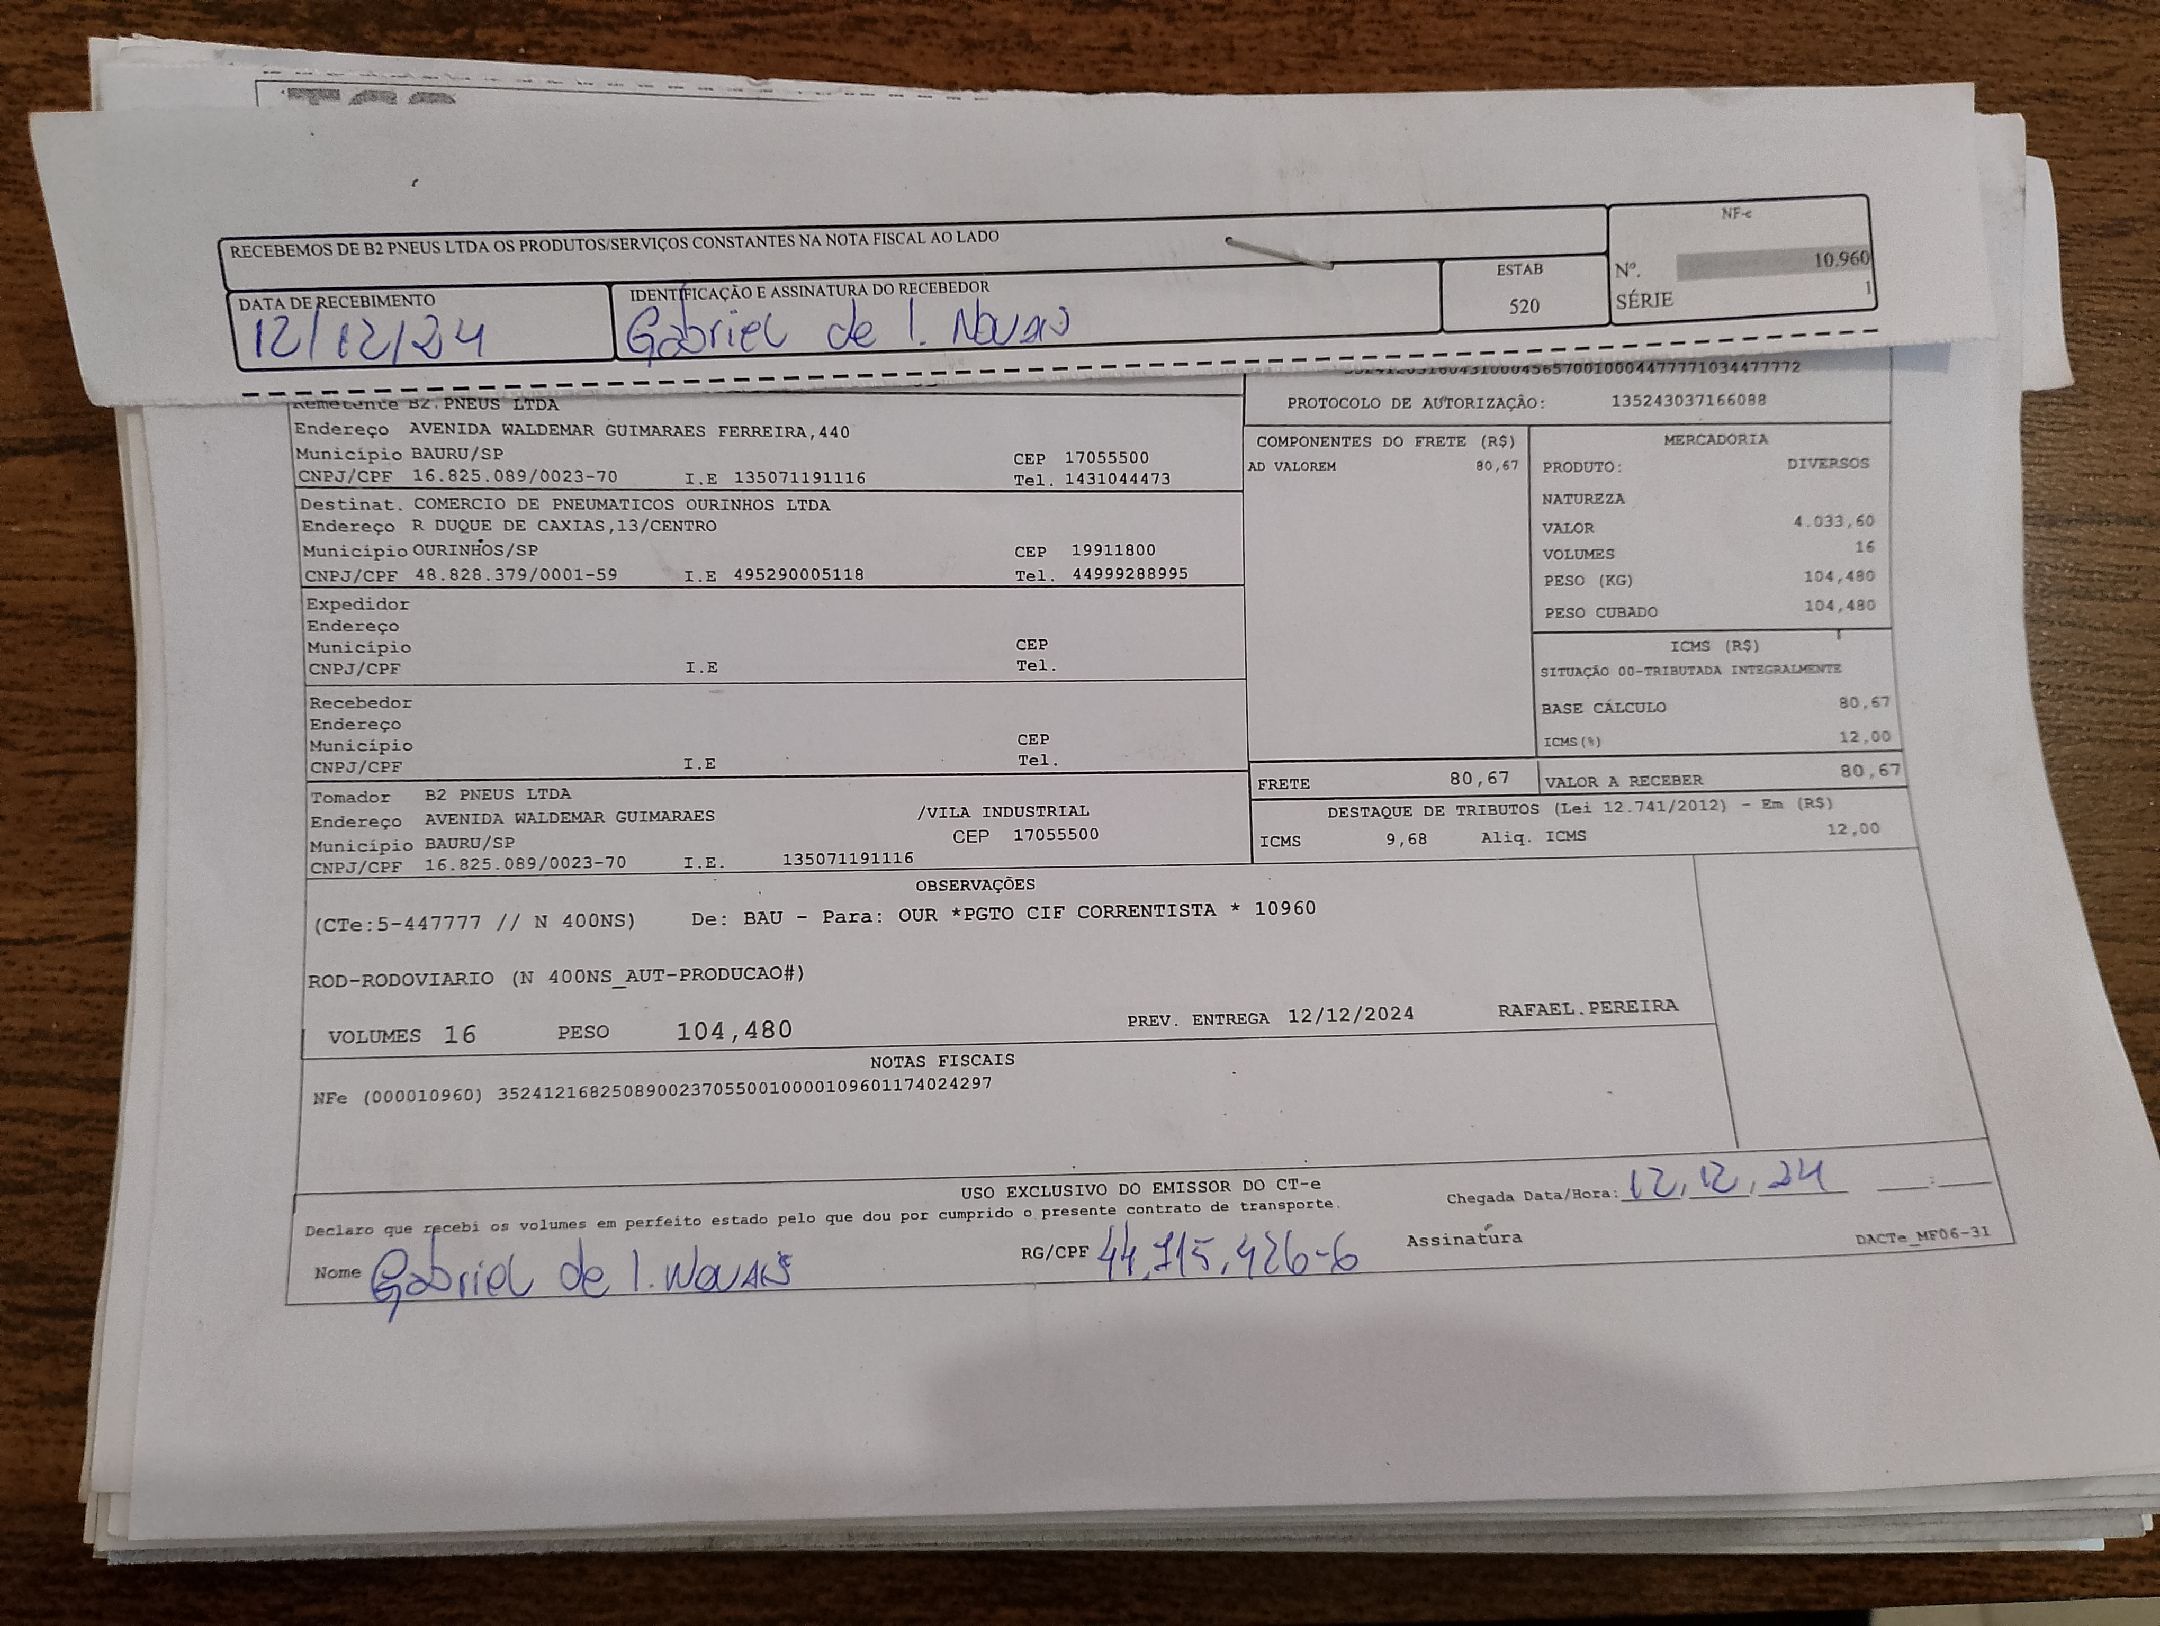 RECEBEMOS DE B2 PNEUS LTDA OS PRODUTOS/SERVIÇOS CONSTANTES NA NOTA FISCAL AO LADO
NF-e
Nº. 10.960
SÉRIE 1
DATA DE RECEBIMENTO
12/12/24
IDENTIFICAÇÃO E ASSINATURA DO RECEBEDOR
Gabriel de I. Novais
ESTAB
520
Remetente B2 PNEUS LTDA
Endereço AVENIDA WALDEMAR GUIMARAES FERREIRA,440
Município BAURU/SP CEP 17055500
CNPJ/CPF 16.825.089/0023-70 I.E 135071191116 Tel. 1431044473
Destinat. COMERCIO DE PNEUMATICOS OURINHOS LTDA
Endereço R DUQUE DE CAXIAS,13/CENTRO
Município OURINHOS/SP CEP 19911800
CNPJ/CPF 48.828.379/0001-59 I.E 495290005118 Tel. 44999288995
Expedidor
Endereço
Município CEP
CNPJ/CPF I.E Tel.
Recebedor
Endereço
Município CEP
CNPJ/CPF I.E Tel.
Tomador B2 PNEUS LTDA
Endereço AVENIDA WALDEMAR GUIMARAES /VILA INDUSTRIAL
Município BAURU/SP CEP 17055500
CNPJ/CPF 16.825.089/0023-70 I.E. 135071191116
PROTOCOLO DE AUTORIZAÇÃO: 135243037166088
COMPONENTES DO FRETE (R$)
AD VALOREM 80,67
MERCADORIA
PRODUTO: DIVERSOS
NATUREZA
VALOR 4.033,60
VOLUMES 16
PESO (KG) 104,480
PESO CUBADO 104,480
ICMS (R$)
SITUAÇÃO 00-TRIBUTADA INTEGRALMENTE
BASE CÁLCULO 80,67
ICMS(%) 12,00
FRETE 80,67 VALOR A RECEBER 80,67
DESTAQUE DE TRIBUTOS (Lei 12.741/2012) - Em (R$)
ICMS 9,68 Aliq. ICMS 12,00
OBSERVAÇÕES
(CTe:5-447777 // N 400NS) De: BAU - Para: OUR *PGTO CIF CORRENTISTA * 10960
ROD-RODOVIARIO (N 400NS_AUT-PRODUCAO#)
VOLUMES 16 PESO 104,480 PREV. ENTREGA 12/12/2024 RAFAEL.PEREIRA
NOTAS FISCAIS
NFe (000010960) 35241216825089002370550010000109601174024297
USO EXCLUSIVO DO EMISSOR DO CT-e
Declaro que recebi os volumes em perfeito estado pelo que dou por cumprido o presente contrato de transporte.
Chegada Data/Hora: 12,12,24 :
Nome Gabriel de I. Novais RG/CPF 44.715.426-6 Assinatura
DACTe_MF06-31